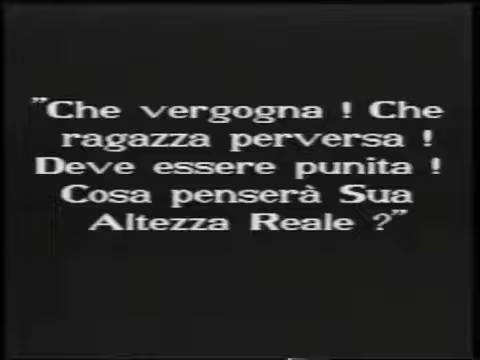 "Che vergogna ! Che
ragazza perversa !
Deve essere punita !
Cosa penserà Sua
Altezza Reale ?"